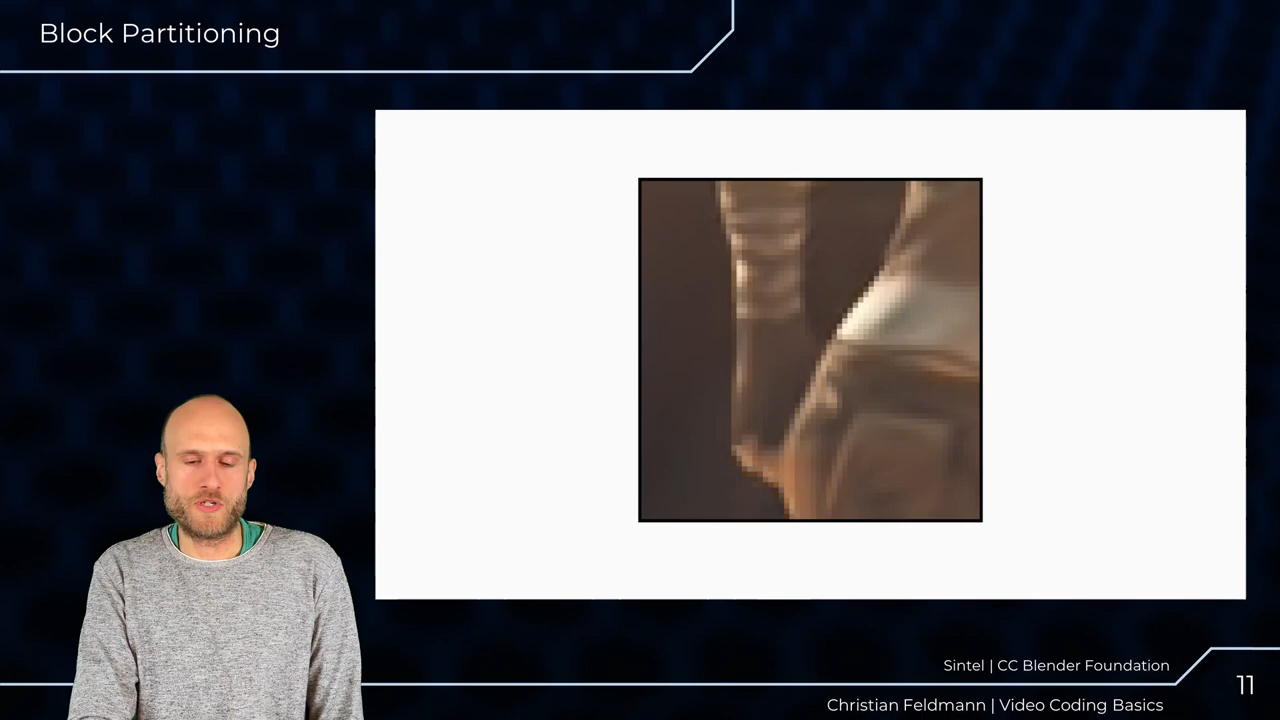 Block Partitioning
Sintel | CC Blender Foundation
11
Christian Feldmann | Video Coding Basics